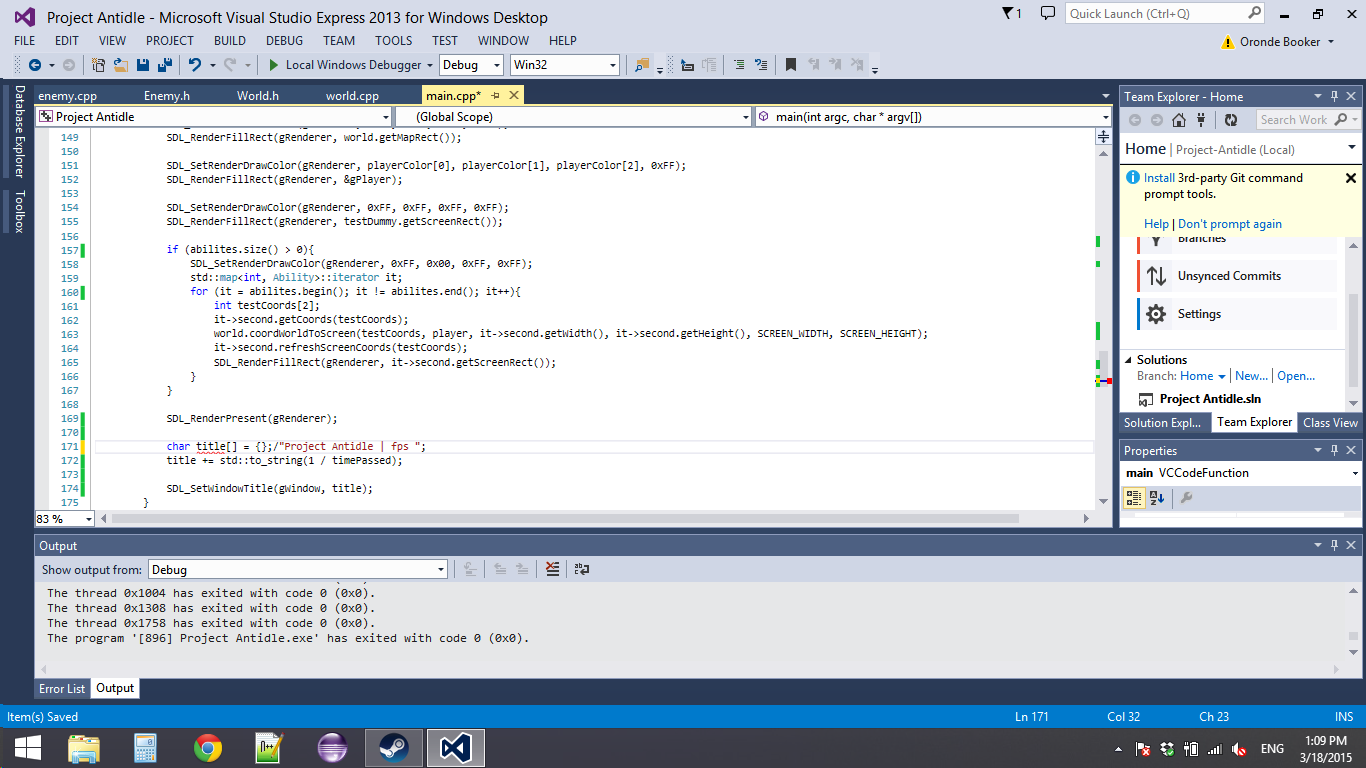 Project Antidle - Microsoft Visual Studio Express 2013 for Windows Desktop
1
Quick Launch (Ctrl+Q)
FILE EDIT VIEW PROJECT BUILD DEBUG TEAM TOOLS TEST WINDOW HELP
Oronde Booker
Local Windows Debugger Debug Win32
Database Explorer
Toolbox
enemy.cpp Enemy.h World.h world.cpp main.cpp*
Project Antidle (Global Scope) main(int argc, char * argv[])
149 SDL_RenderFillRect(gRenderer, world.getMapRect());
150
151 SDL_SetRenderDrawColor(gRenderer, playerColor[0], playerColor[1], playerColor[2], 0xFF);
152 SDL_RenderFillRect(gRenderer, &gPlayer);
153
154 SDL_SetRenderDrawColor(gRenderer, 0xFF, 0xFF, 0xFF, 0xFF);
155 SDL_RenderFillRect(gRenderer, testDummy.getScreenRect());
156
157 if (abilites.size() > 0){
158 SDL_SetRenderDrawColor(gRenderer, 0xFF, 0x00, 0xFF, 0xFF);
159 std::map<int, Ability>::iterator it;
160 for (it = abilites.begin(); it != abilites.end(); it++){
161 int testCoords[2];
162 it->second.getCoords(testCoords);
163 world.coordWorldToScreen(testCoords, player, it->second.getWidth(), it->second.getHeight(), SCREEN_WIDTH, SCREEN_HEIGHT);
164 it->second.refreshScreenCoords(testCoords);
165 SDL_RenderFillRect(gRenderer, it->second.getScreenRect());
166 }
167 }
168
169 SDL_RenderPresent(gRenderer);
170
171 char title[] = {};/"Project Antidle | fps ";
172 title += std::to_string(1 / timePassed);
173
174 SDL_SetWindowTitle(gWindow, title);
175 }
83 %
Team Explorer - Home
Search Work
Home | Project-Antidle (Local)
Install 3rd-party Git command
prompt tools.
Help | Don't prompt again
Branches
Unsynced Commits
Settings
Solutions
Branch: Home | New... | Open...
Project Antidle.sln
Solution Expl... Team Explorer Class View
Properties
main VCCodeFunction
Output
Show output from: Debug
The thread 0x1004 has exited with code 0 (0x0).
The thread 0x1308 has exited with code 0 (0x0).
The thread 0x1758 has exited with code 0 (0x0).
The program '[896] Project Antidle.exe' has exited with code 0 (0x0).
Error List Output
Item(s) Saved Ln 171 Col 32 Ch 23 INS
ENG
1:09 PM
3/18/2015